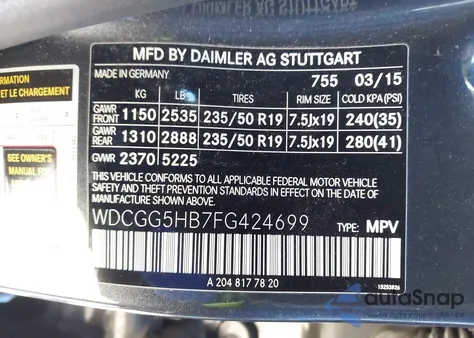 MFD BY DAIMLER AG STUTTGART
MADE IN GERMANY 755 03/15
KG LB TIRES RIM SIZE COLD KPA (PSI)
GAWR FRONT 1150 2535 235/50 R19 7.5Jx19 240(35)
GAWR REAR 1310 2888 235/50 R19 7.5Jx19 280(41)
GVWR 2370 5225
THIS VEHICLE CONFORMS TO ALL APPLICABLE FEDERAL MOTOR
VEHICLE SAFETY STANDARDS IN EFFECT ON THE DATE OF
MANUFACTURE SHOWN ABOVE.
WDCGG5HB7FG424699 TYPE: MPV
A 204 817 78 20
ORMATION
ET LE CHARGEMENT
SEE OWNER'S
MANUAL FOR
autoSnap